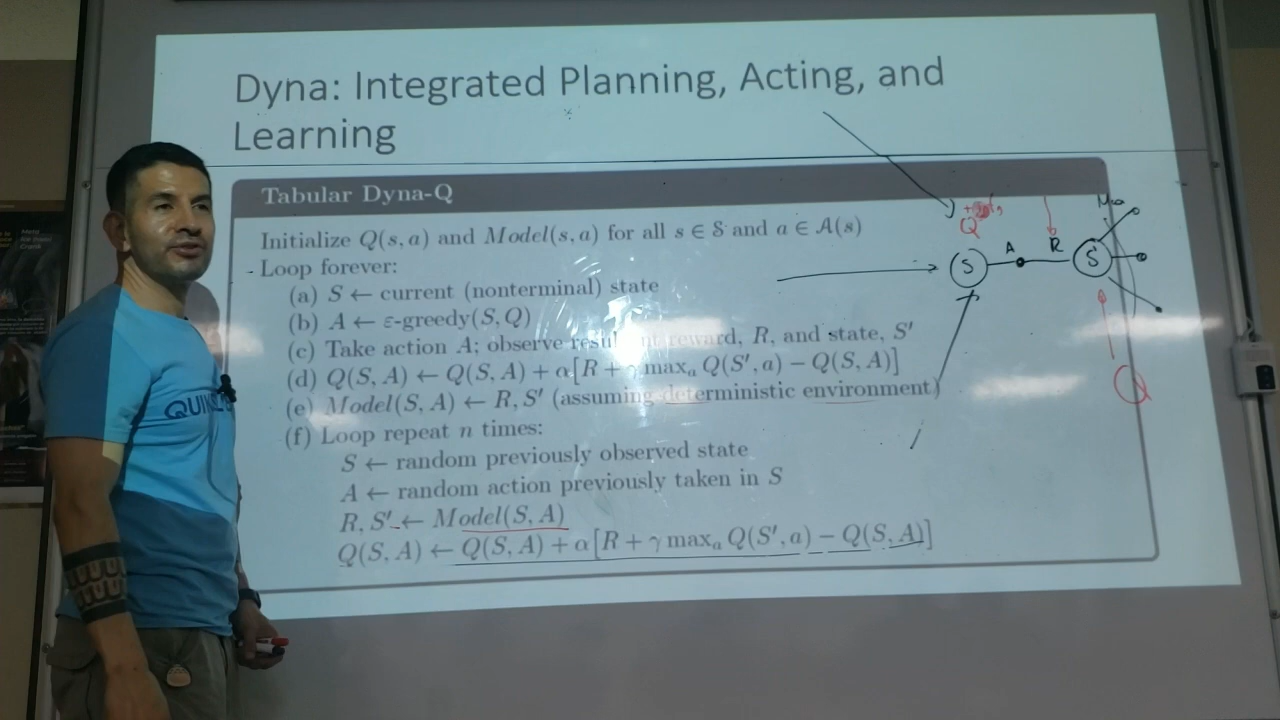 Dyna: Integrated Planning, Acting, and
Learning
Tabular Dyna-Q
Initialize Q(s, a) and Model(s, a) for all s ∈ S and a ∈ A(s)
Loop forever:
(a) S ← current (nonterminal) state
(b) A ← ε-greedy(S, Q)
(c) Take action A; observe resultant reward, R, and state, S′
(d) Q(S, A) ← Q(S, A) + α[R + γ maxₐ Q(S′, a) − Q(S, A)]
(e) Model(S, A) ← R, S′ (assuming deterministic environment)
(f) Loop repeat n times:
S ← random previously observed state
A ← random action previously taken in S
R, S′ ← Model(S, A)
Q(S, A) ← Q(S, A) + α[R + γ maxₐ Q(S′, a) − Q(S, A)]
Q
S A R S'
Q